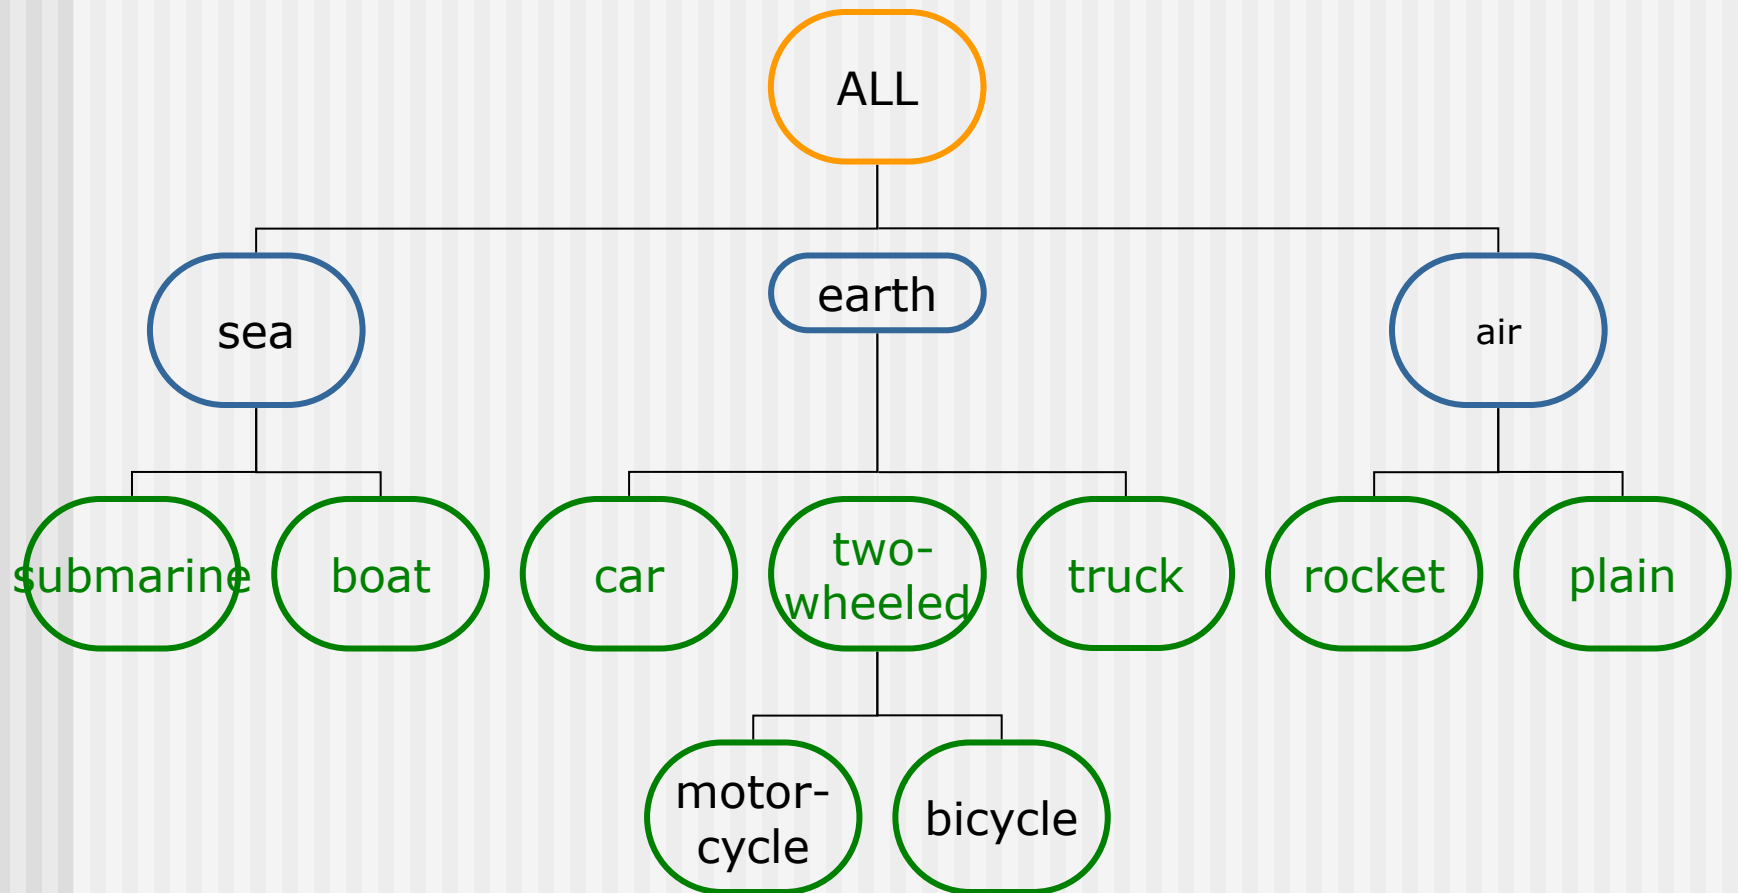 ALL
sea
earth
air
submarine
boat
car
two-
wheeled
truck
rocket
plain
motor-
cycle
bicycle